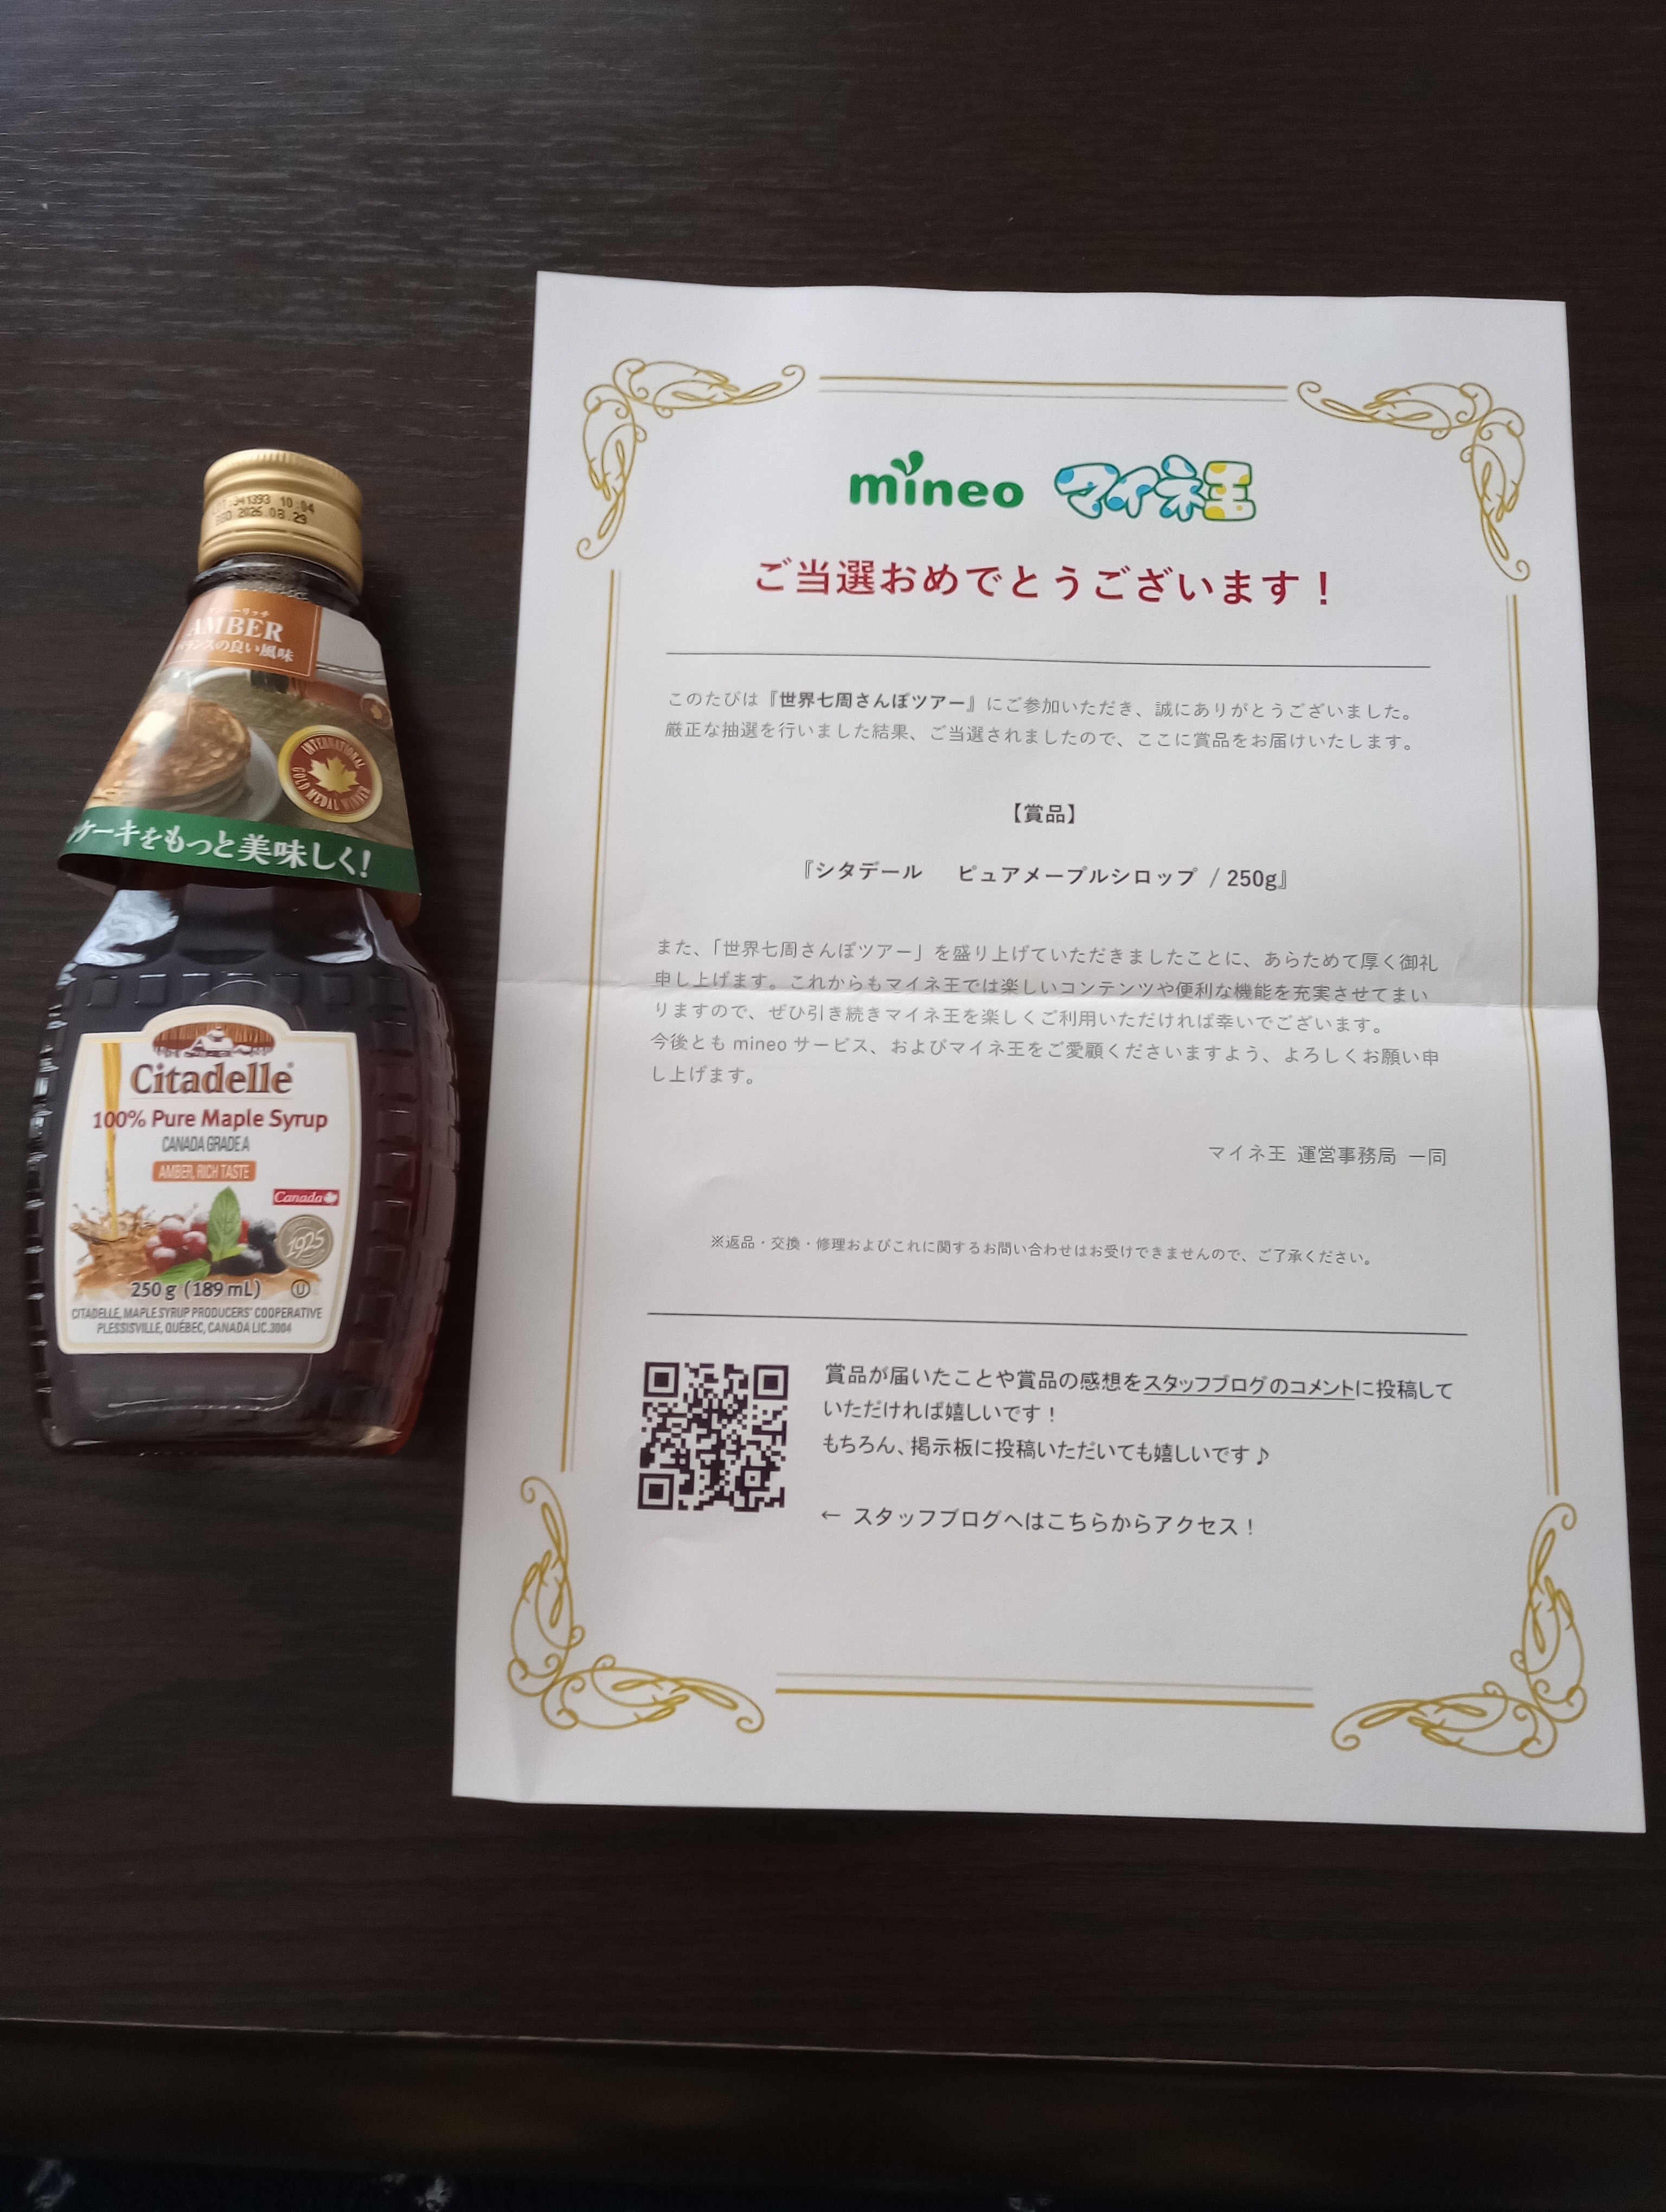 941393 10:04
2026.08.29
AMBER
バランスの良い風味
INTERNATIONAL
GOLD MEDAL WINNER
ケーキをもっと美味しく!
Citadelle
100% Pure Maple Syrup
CANADA GRADE A
AMBER, RICH TASTE
Canada
1925
250 g (189 mL)
U
CITADELLE, MAPLE SYRUP PRODUCERS' COOPERATIVE
PLESSISVILLE, QUÉBEC, CANADA LIC.3004
mineo マイネ王
ご当選おめでとうございます！
このたびは『世界七周さんぽツアー』にご参加いただき、誠にありがとうございました。
厳正な抽選を行いました結果、ご当選されましたので、ここに賞品をお届けいたします。
【賞品】
『シタデール　ピュアメープルシロップ / 250g』
また、「世界七周さんぽツアー」を盛り上げていただきましたことに、あらためて厚く御礼
申し上げます。これからもマイネ王では楽しいコンテンツや便利な機能を充実させてまい
りますので、ぜひ引き続きマイネ王を楽しくご利用いただければ幸いでございます。
今後とも mineo サービス、およびマイネ王をご愛顧くださいますよう、よろしくお願い申
し上げます。
マイネ王 運営事務局 一同
※返品・交換・修理およびこれに関するお問い合わせはお受けできませんので、ご了承ください。
賞品が届いたことや賞品の感想をスタッフブログのコメントに投稿して
いただければ嬉しいです！
もちろん、掲示板に投稿いただいても嬉しいです♪
← スタッフブログへはこちらからアクセス！